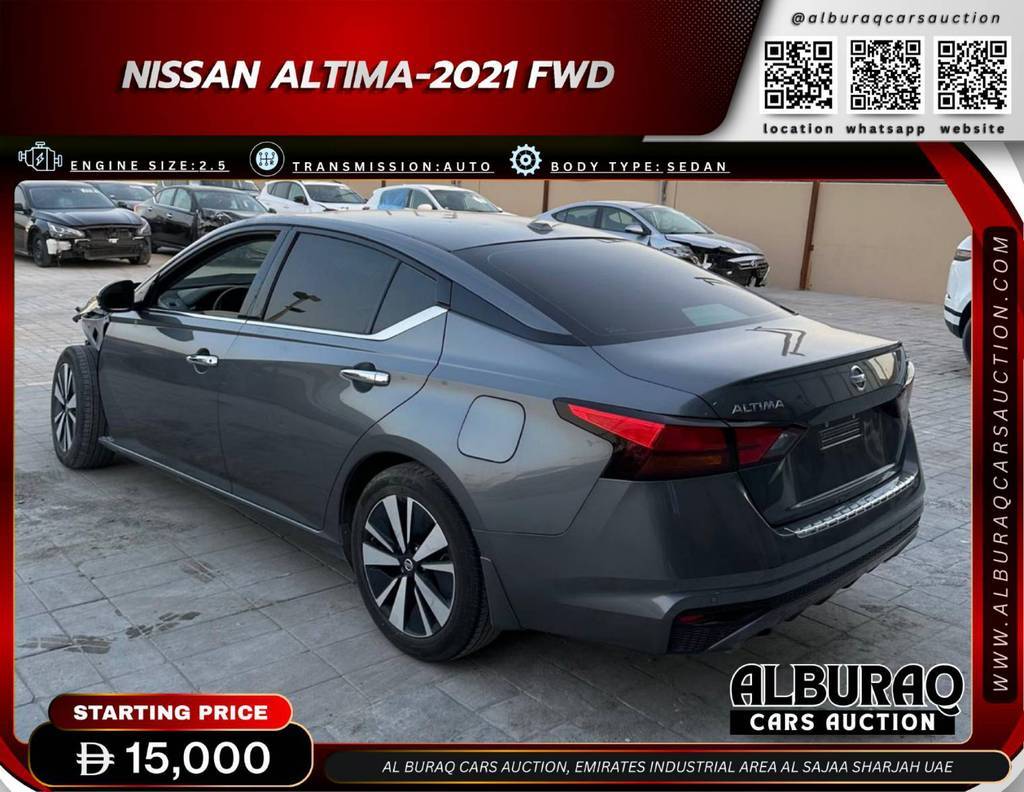 @alburaqcarsauction
NISSAN ALTIMA-2021 FWD
location whatsapp website
ENGINE SIZE:2.5
TRANSMISSION:AUTO
BODY TYPE: SEDAN
WWW.ALBURAQCARSAUCTION.COM
ALTIMA
ALBURAQ
CARS AUCTION
STARTING PRICE
15,000
AL BURAQ CARS AUCTION, EMIRATES INDUSTRIAL AREA AL SAJAA SHARJAH UAE